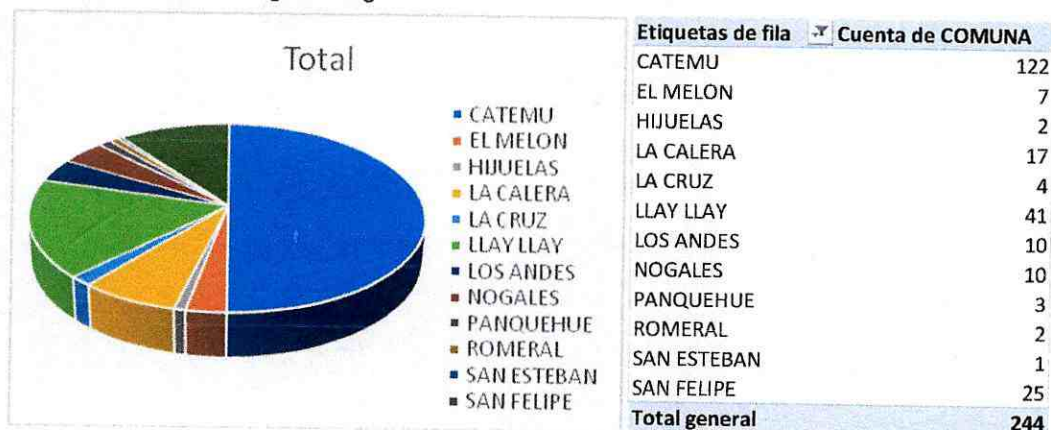 Total
CATEMU
EL MELON
HIJUELAS
LA CALERA
LA CRUZ
LLAY LLAY
LOS ANDES
NOGALES
PANQUEHUE
ROMERAL
SAN ESTEBAN
SAN FELIPE
Etiquetas de fila Cuenta de COMUNA
CATEMU 122
EL MELON 7
HIJUELAS 2
LA CALERA 17
LA CRUZ 4
LLAY LLAY 41
LOS ANDES 10
NOGALES 10
PANQUEHUE 3
ROMERAL 2
SAN ESTEBAN 1
SAN FELIPE 25
Total general 244